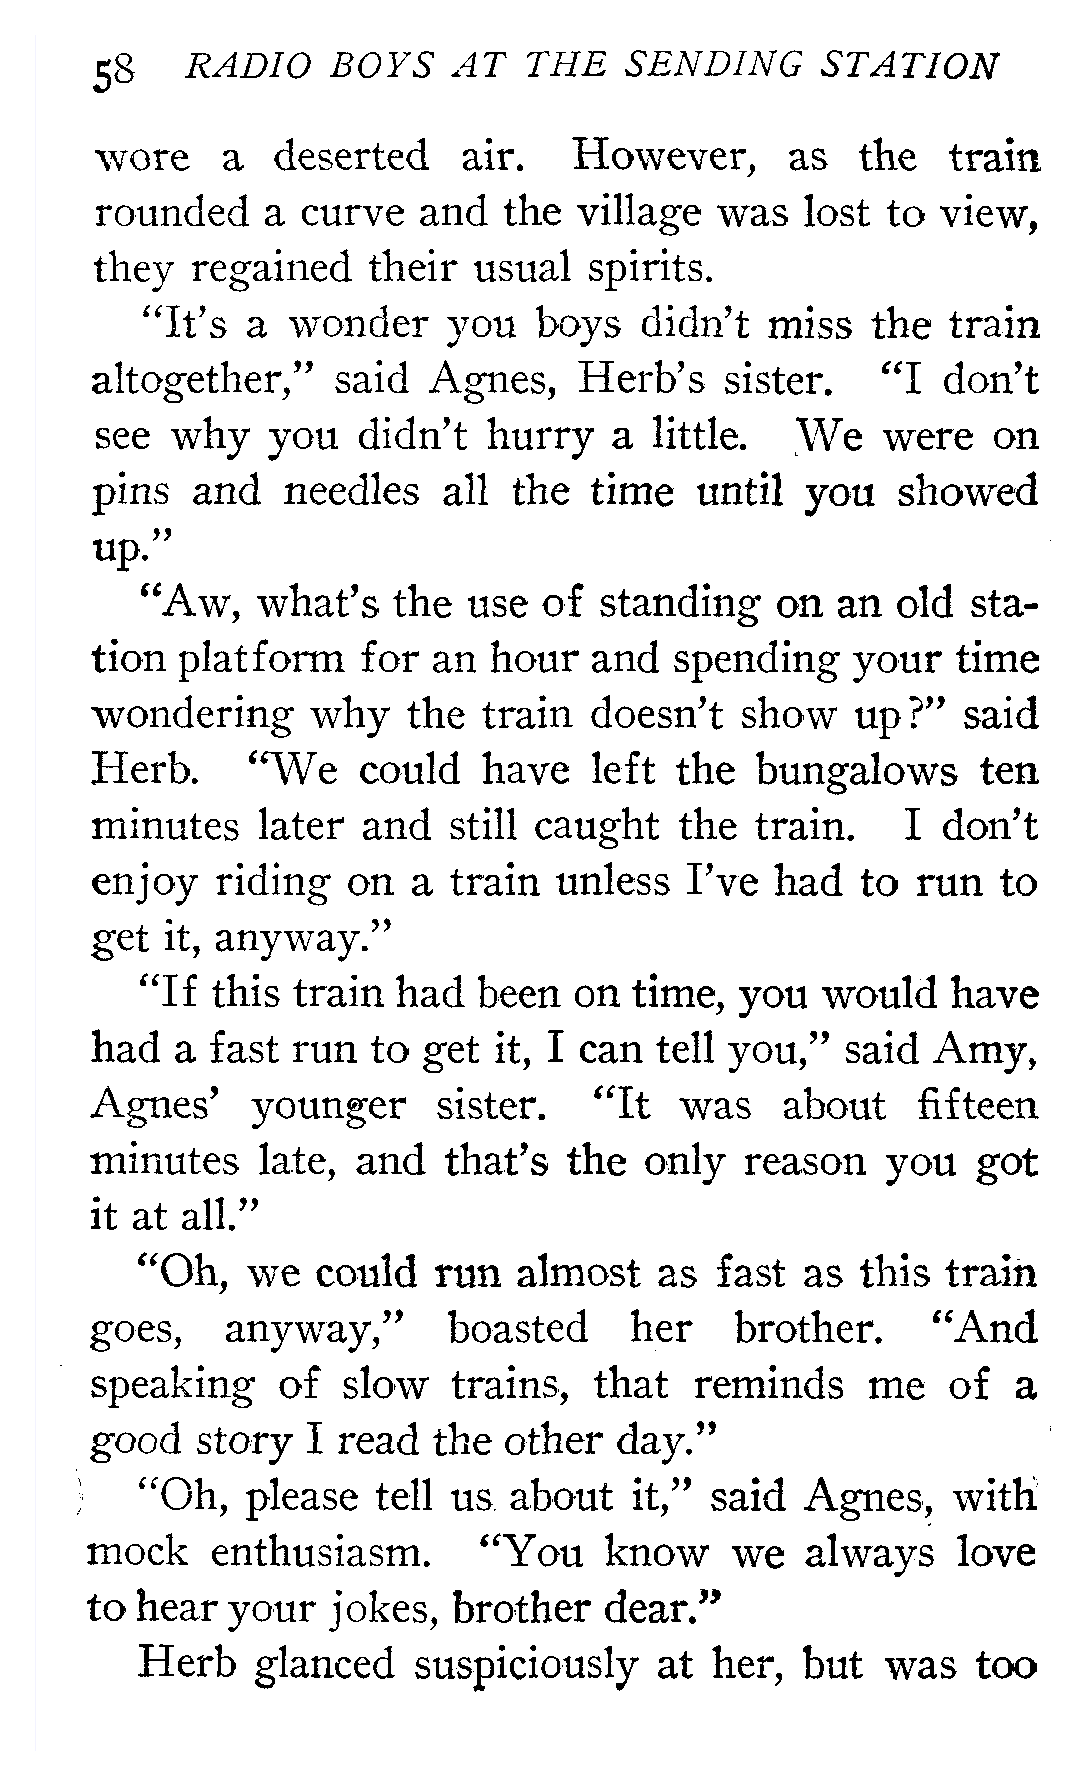 58 RADIO BOYS AT THE SENDING STATION
wore a deserted air. However, as the train
rounded a curve and the village was lost to view,
they regained their usual spirits.
“It’s a wonder you boys didn’t miss the train
altogether,” said Agnes, Herb’s sister. “I don’t
see why you didn’t hurry a little. We were on
pins and needles all the time until you showed
up.”
“Aw, what’s the use of standing on an old sta-
tion platform for an hour and spending your time
wondering why the train doesn’t show up?” said
Herb. “We could have left the bungalows ten
minutes later and still caught the train. I don’t
enjoy riding on a train unless I’ve had to run to
get it, anyway.”
“If this train had been on time, you would have
had a fast run to get it, I can tell you,” said Amy,
Agnes’ younger sister. “It was about fifteen
minutes late, and that’s the only reason you got
it at all.”
“Oh, we could run almost as fast as this train
goes, anyway,” boasted her brother. “And
speaking of slow trains, that reminds me of a
good story I read the other day.”
“Oh, please tell us about it,” said Agnes, with
mock enthusiasm. “You know we always love
to hear your jokes, brother dear.”
Herb glanced suspiciously at her, but was too